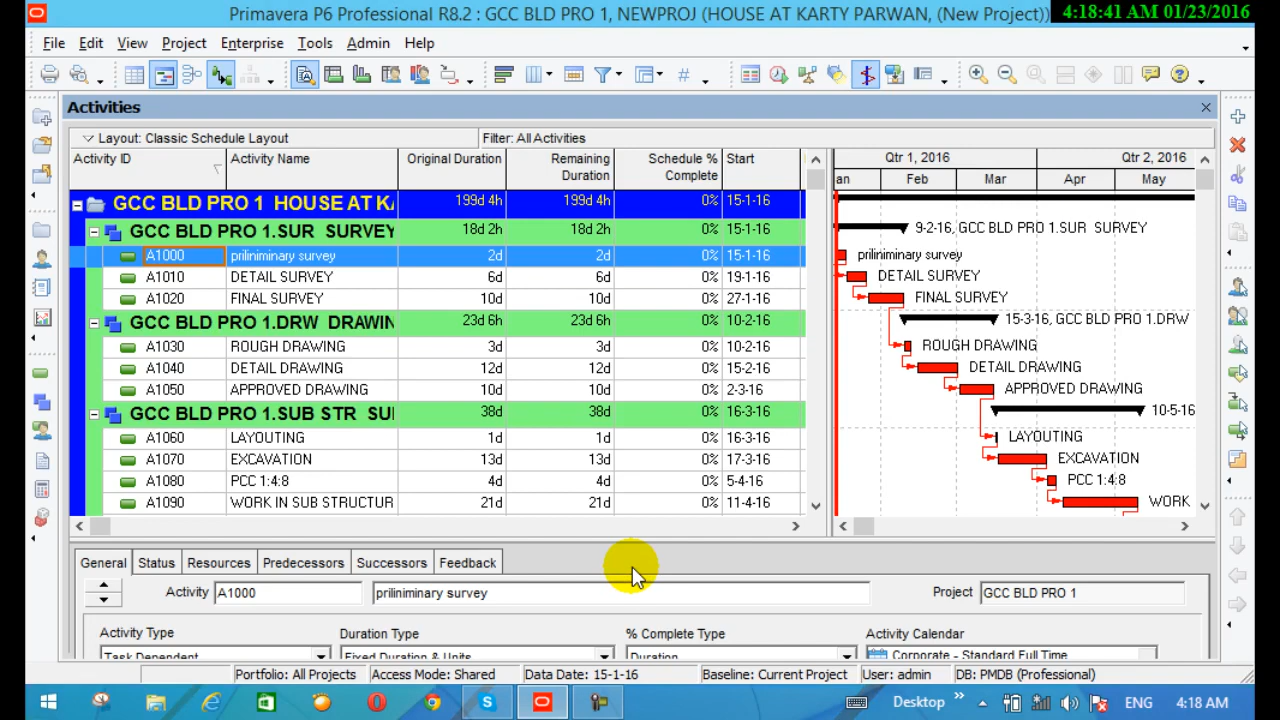 Primavera P6 Professional R8.2 : GCC BLD PRO 1, NEWPROJ (HOUSE AT KARTY PARWAN, (New Project))
4:18:41 AM 01/23/2016
File Edit View Project Enterprise Tools Admin Help
Activities
Layout: Classic Schedule Layout Filter: All Activities
Activity ID Activity Name Original Duration Remaining Duration Schedule % Complete Start
Qtr 1, 2016 Qtr 2, 2016
an Feb Mar Apr May
GCC BLD PRO 1 HOUSE AT KA 199d 4h 199d 4h 0% 15-1-16
GCC BLD PRO 1.SUR SURVEY 18d 2h 18d 2h 0% 15-1-16 9-2-16, GCC BLD PRO 1.SUR SURVEY
A1000 priliniminary survey 2d 2d 0% 15-1-16 priliniminary survey
A1010 DETAIL SURVEY 6d 6d 0% 19-1-16 DETAIL SURVEY
A1020 FINAL SURVEY 10d 10d 0% 27-1-16 FINAL SURVEY
GCC BLD PRO 1.DRW DRAWIN 23d 6h 23d 6h 0% 10-2-16 15-3-16, GCC BLD PRO 1.DRW
A1030 ROUGH DRAWING 3d 3d 0% 10-2-16 ROUGH DRAWING
A1040 DETAIL DRAWING 12d 12d 0% 15-2-16 DETAIL DRAWING
A1050 APPROVED DRAWING 10d 10d 0% 2-3-16 APPROVED DRAWING
GCC BLD PRO 1.SUB STR SUI 38d 38d 0% 16-3-16 10-5-16
A1060 LAYOUTING 1d 1d 0% 16-3-16 LAYOUTING
A1070 EXCAVATION 13d 13d 0% 17-3-16 EXCAVATION
A1080 PCC 1:4:8 4d 4d 0% 5-4-16 PCC 1:4:8
A1090 WORK IN SUB STRUCTUR 21d 21d 0% 11-4-16 WORK
General Status Resources Predecessors Successors Feedback
Activity A1000 priliniminary survey Project GCC BLD PRO 1
Activity Type Duration Type % Complete Type Activity Calendar
Task Dependent Fixed Duration & Units Duration Corporate - Standard Full Time
Portfolio: All Projects Access Mode: Shared Data Date: 15-1-16 Baseline: Current Project User: admin DB: PMDB (Professional)
Desktop ENG 4:18 AM